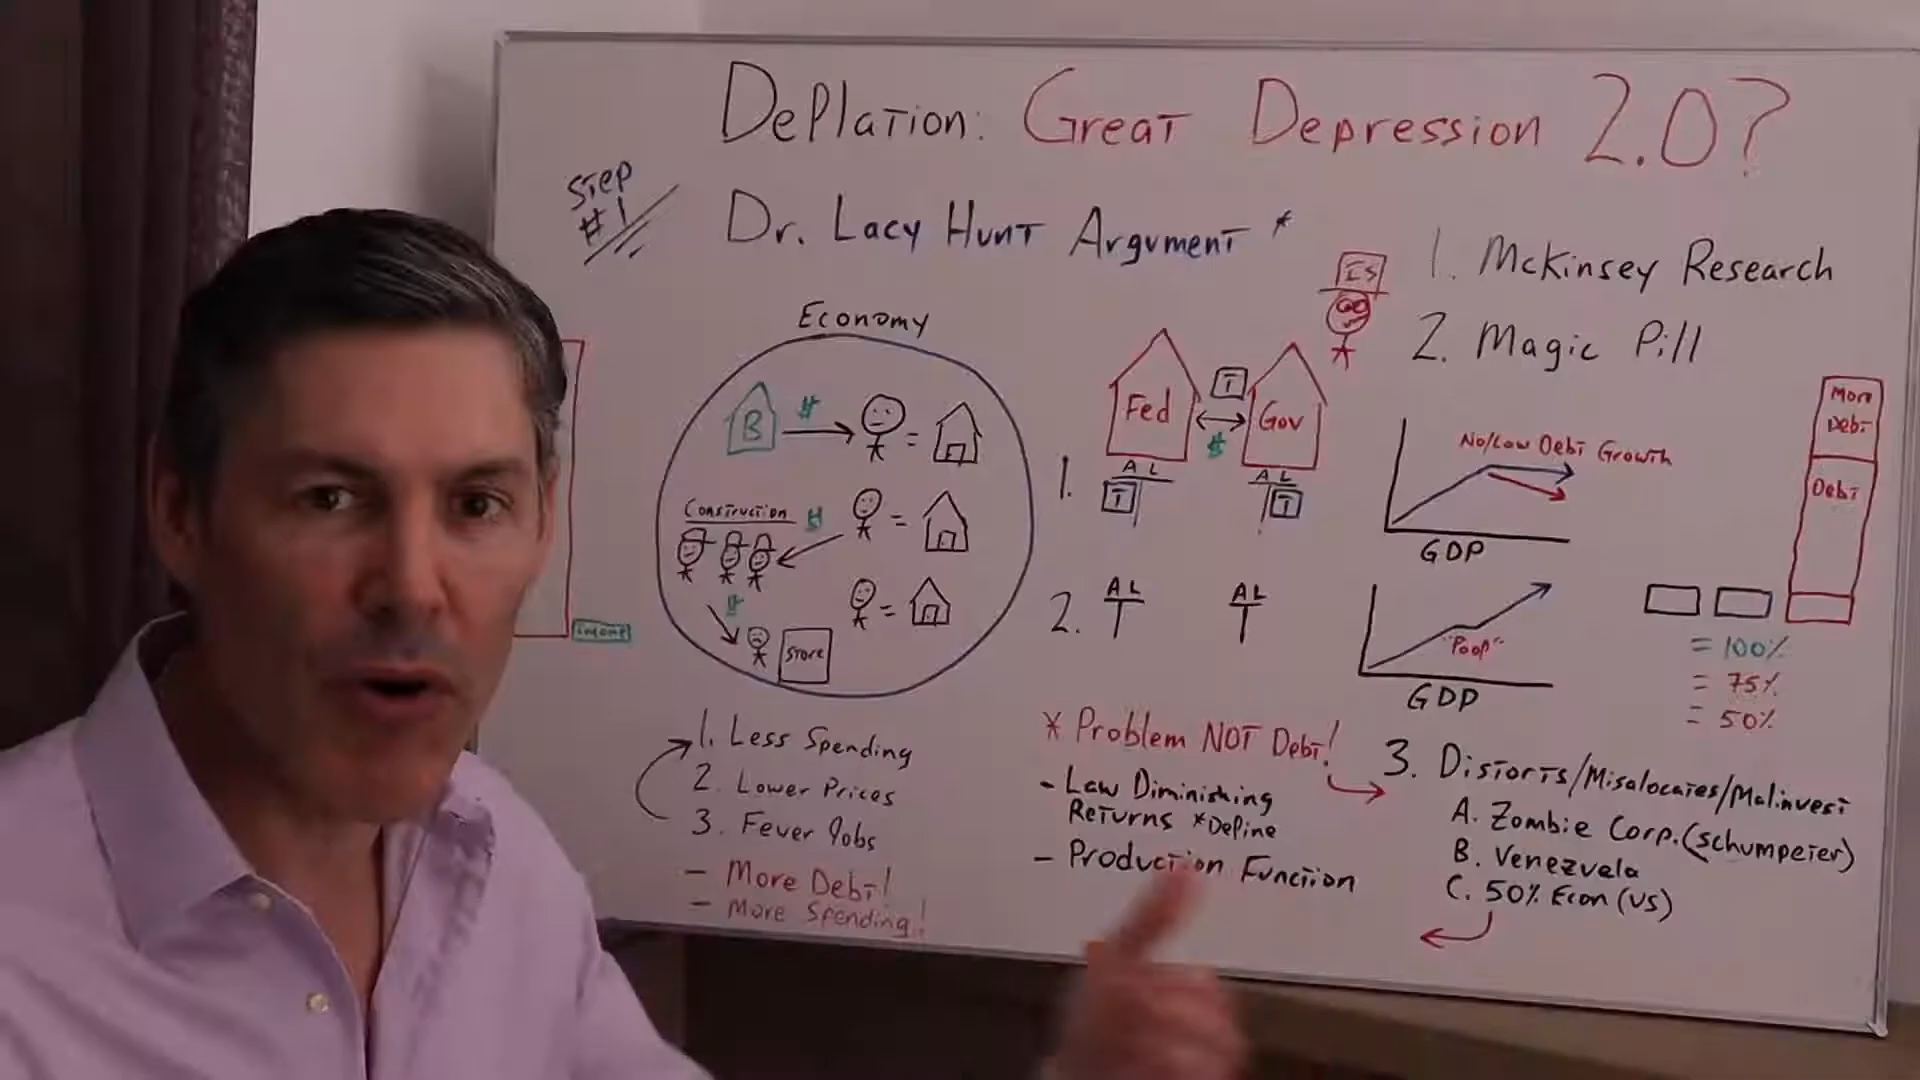 Deflation: Great Depression 2.0?
Step
#1
Dr. Lacy Hunt Argument *
1. McKinsey Research
2. Magic Pill
Economy
B
$
=
Construction
$
=
$
=
Store
income
1. Less Spending
2. Lower Prices
3. Fewer Jobs
- More Debt!
- More Spending!
ES
Fed
T
Gov
$
1.
A L
T
A L
T
2.
A L
A L
* Problem NOT Debt!
- Law Diminishing
Returns *Define
- Production Function
No/Low Debt Growth
GDP
"Poop"
GDP
More
Debt
Debt
= 100%
= 75%
= 50%
3. Distorts/Misalocates/Malinvest
A. Zombie Corp. (Schumpeter)
B. Venezuela
C. 50% Econ (US)